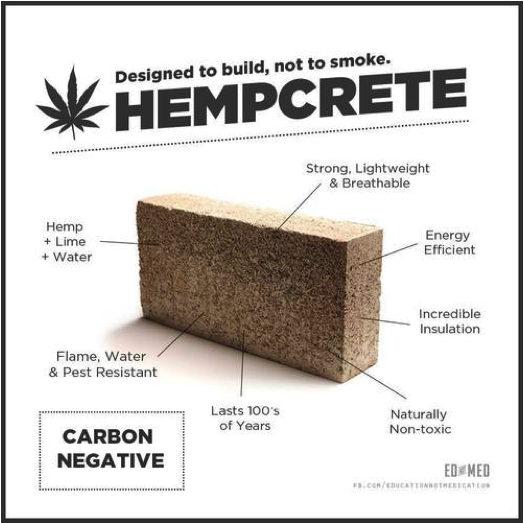 Designed to build, not to smoke.
HEMPCRETE
Strong, Lightweight
& Breathable
Hemp
+ Lime
+ Water
Energy
Efficient
Incredible
Insulation
Flame, Water
& Pest Resistant
Lasts 100's
of Years
Naturally
Non-toxic
CARBON
NEGATIVE
ED MED
FB.COM/EDUCATIONNOTMEDICATION